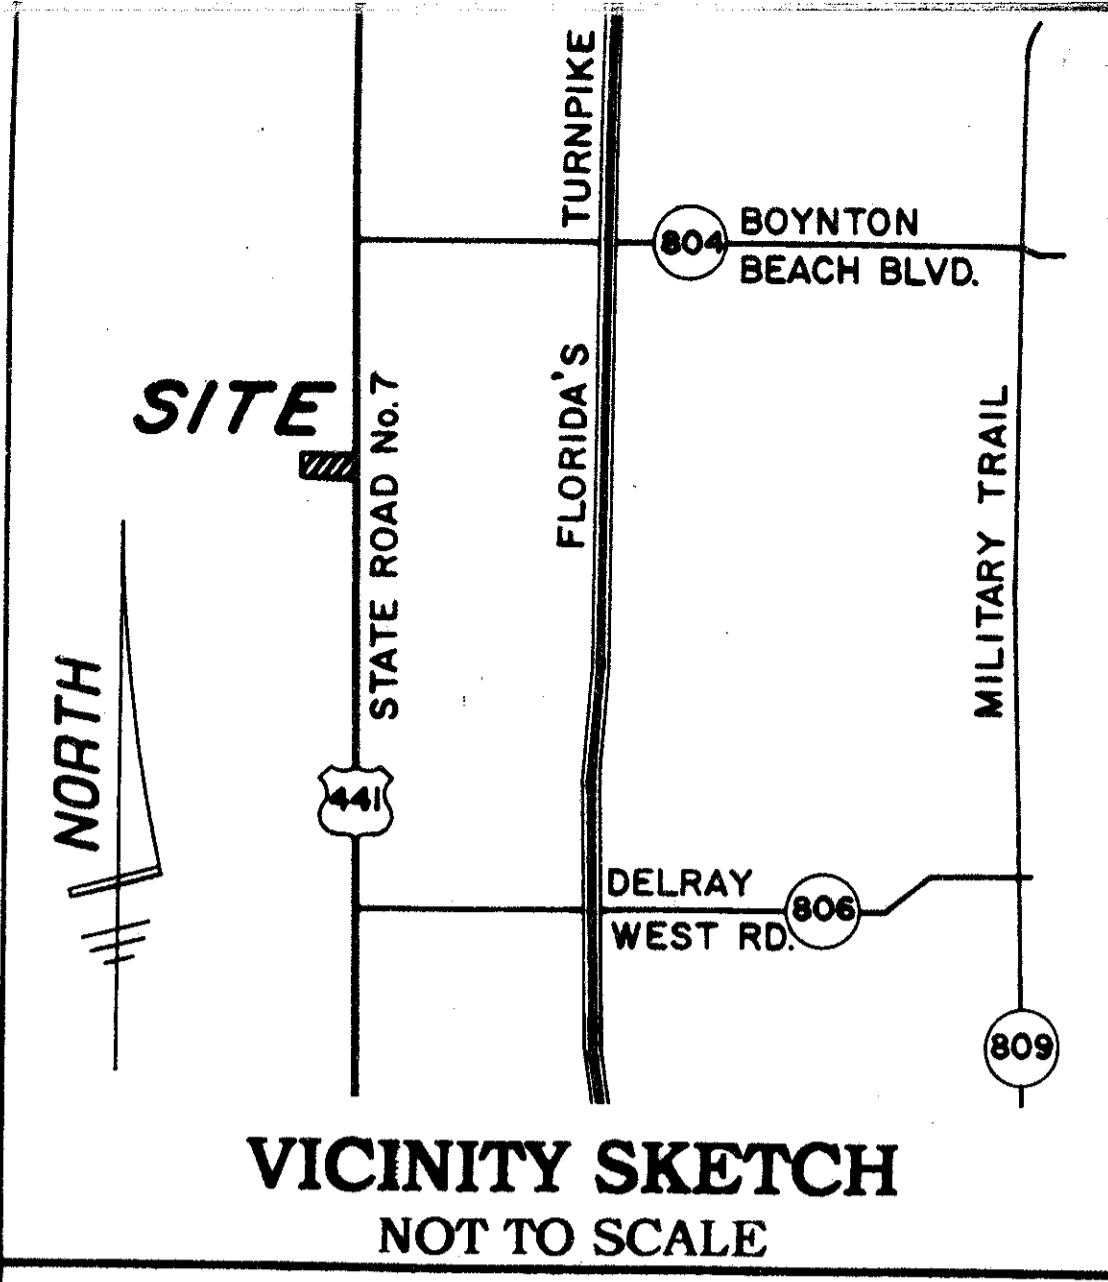 TURNPIKE
804
BOYNTON
BEACH BLVD.
SITE
STATE ROAD No. 7
FLORIDA'S
MILITARY TRAIL
NORTH
441
DELRAY
WEST RD.
806
809
VICINITY SKETCH
NOT TO SCALE